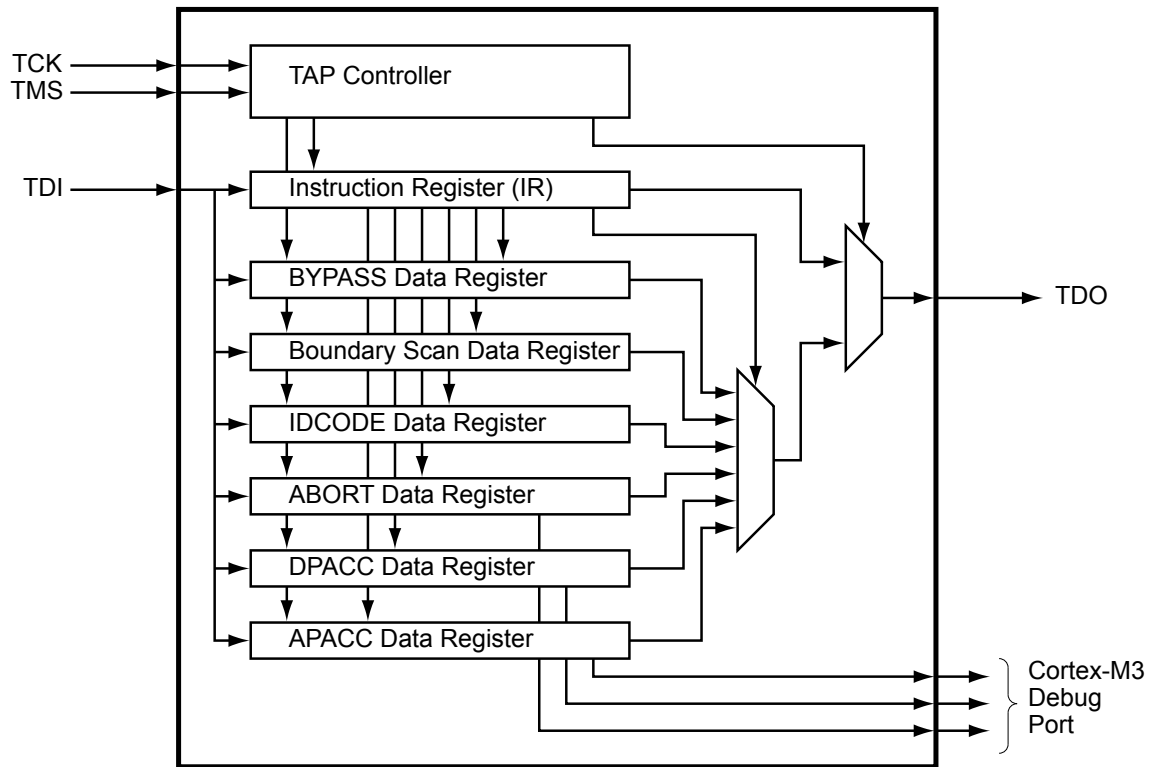 TCK
TMS
TAP Controller
TDI
Instruction Register (IR)
BYPASS Data Register
TDO
Boundary Scan Data Register
IDCODE Data Register
ABORT Data Register
DPACC Data Register
APACC Data Register
Cortex-M3
Debug
Port